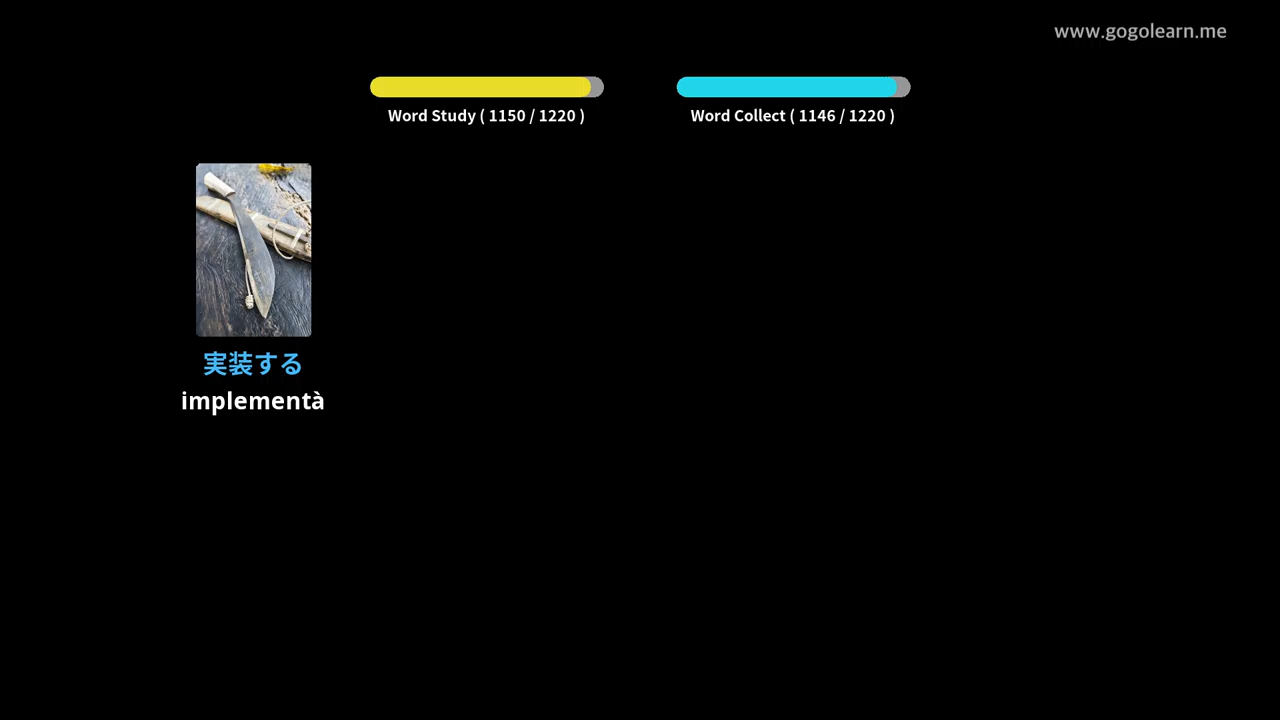 www.gogolearn.me
Word Study ( 1150 / 1220 )
Word Collect ( 1146 / 1220 )
実装する
implementà